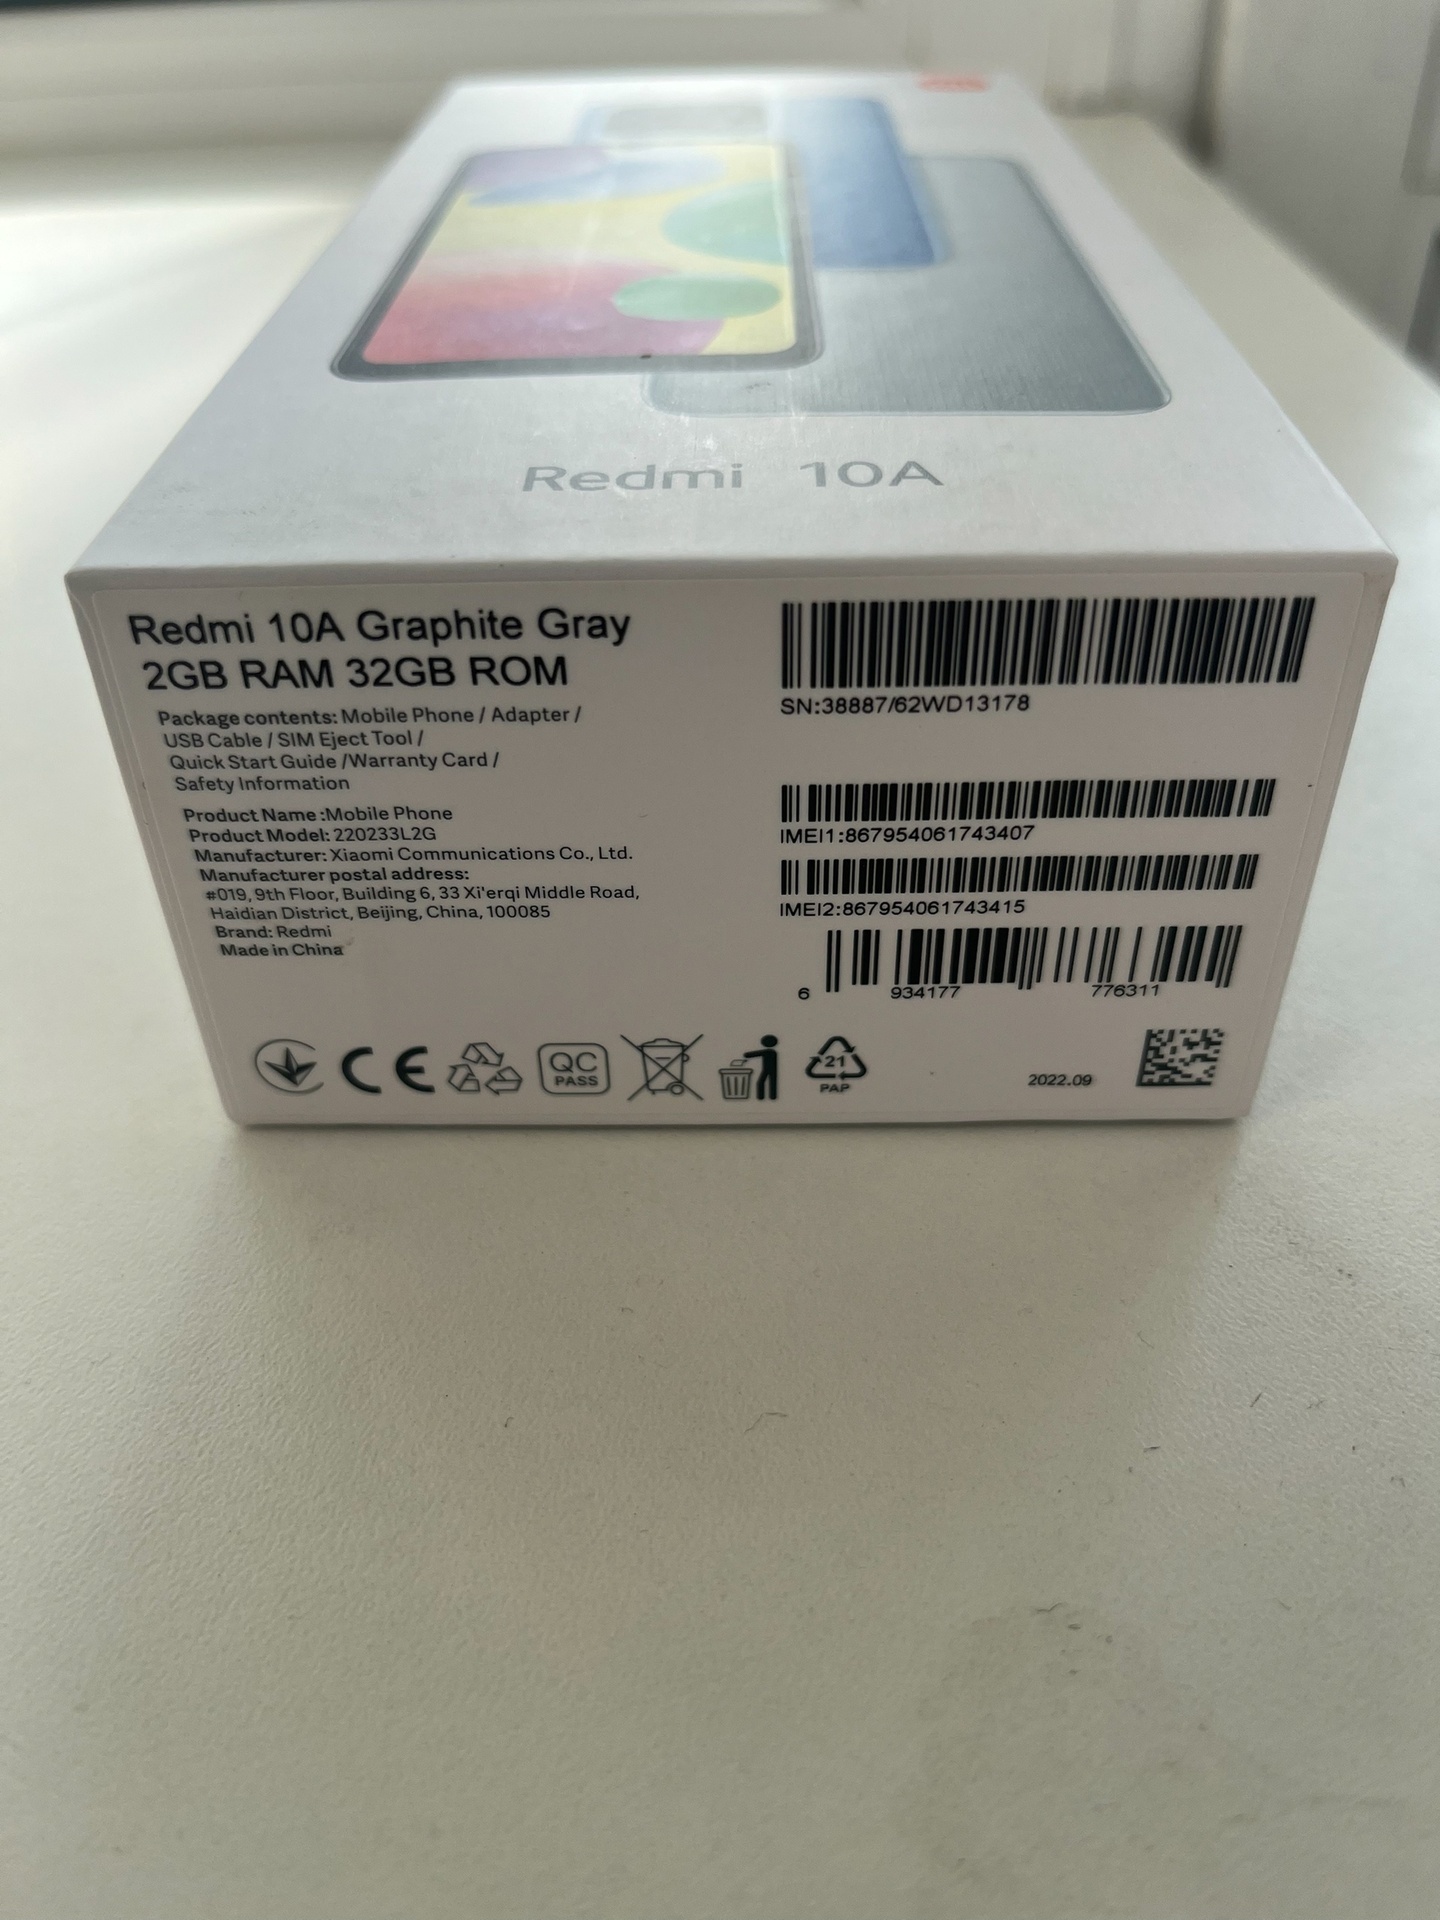 Redmi 10A
Redmi 10A Graphite Gray
2GB RAM 32GB ROM
Package contents: Mobile Phone / Adapter /
USB Cable / SIM Eject Tool /
Quick Start Guide /Warranty Card /
Safety Information
Product Name :Mobile Phone
Product Model: 220233L2G
Manufacturer: Xiaomi Communications Co., Ltd.
Manufacturer postal address:
#019, 9th Floor, Building 6, 33 Xi'erqi Middle Road,
Haidian District, Beijing, China, 100085
Brand: Redmi
Made in China
SN:38887/62WD13178
IMEI1:867954061743407
IMEI2:867954061743415
6 934177 776311
CE
QC
PASS
21
PAP
2022.09